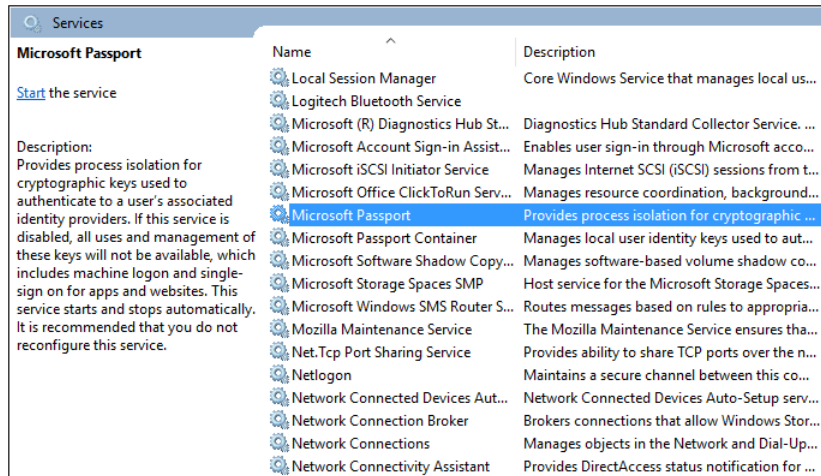 Services
Microsoft Passport
Start the service
Description:
Provides process isolation for
cryptographic keys used to
authenticate to a user's associated
identity providers. If this service is
disabled, all uses and management of
these keys will not be available, which
includes machine logon and single-
sign on for apps and websites. This
service starts and stops automatically.
It is recommended that you do not
reconfigure this service.
Name Description
Local Session Manager Core Windows Service that manages local us...
Logitech Bluetooth Service
Microsoft (R) Diagnostics Hub St... Diagnostics Hub Standard Collector Service. ...
Microsoft Account Sign-in Assist... Enables user sign-in through Microsoft acco...
Microsoft iSCSI Initiator Service Manages Internet SCSI (iSCSI) sessions from t...
Microsoft Office ClickToRun Serv... Manages resource coordination, background...
Microsoft Passport Provides process isolation for cryptographic ...
Microsoft Passport Container Manages local user identity keys used to aut...
Microsoft Software Shadow Copy... Manages software-based volume shadow co...
Microsoft Storage Spaces SMP Host service for the Microsoft Storage Spaces...
Microsoft Windows SMS Router S... Routes messages based on rules to appropria...
Mozilla Maintenance Service The Mozilla Maintenance Service ensures tha...
Net.Tcp Port Sharing Service Provides ability to share TCP ports over the n...
Netlogon Maintains a secure channel between this co...
Network Connected Devices Aut... Network Connected Devices Auto-Setup serv...
Network Connection Broker Brokers connections that allow Windows Stor...
Network Connections Manages objects in the Network and Dial-Up...
Network Connectivity Assistant Provides DirectAccess status notification for ...